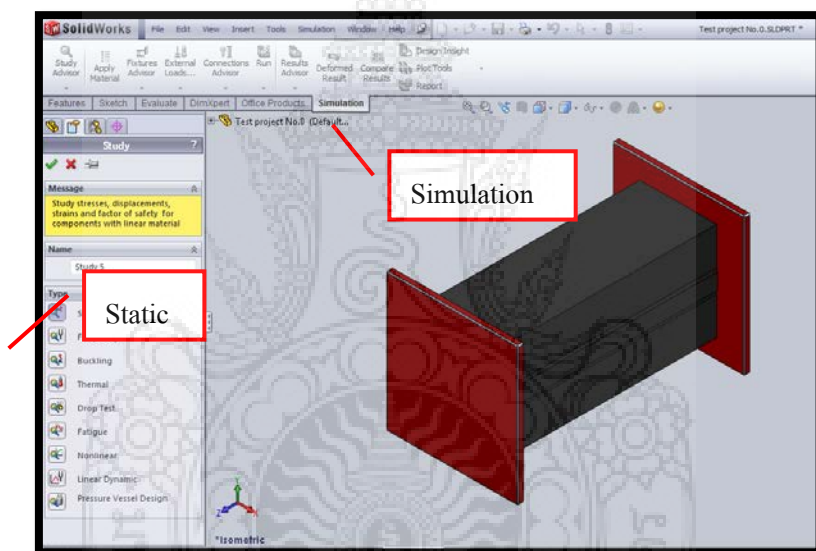 SolidWorks File Edit View Insert Tools Simulation Window Help Test project No.0.SLDPRT *
Study Advisor
Apply Material
Fixtures Advisor
External Loads...
Connections Advisor
Run
Results Advisor
Deformed Result
Compare Results
Design Insight
Plot Tools
Report
Features Sketch Evaluate DimXpert Office Products Simulation
Test project No.0 (Default...
Study ?
Message
Study stresses, displacements,
strains and factor of safety for
components with linear material
Name
Study 5
Type
Static
Simulation
Buckling
Thermal
Drop Test
Fatigue
Nonlinear
Linear Dynamic
Pressure Vessel Design
Y
Z
X
*Isometric